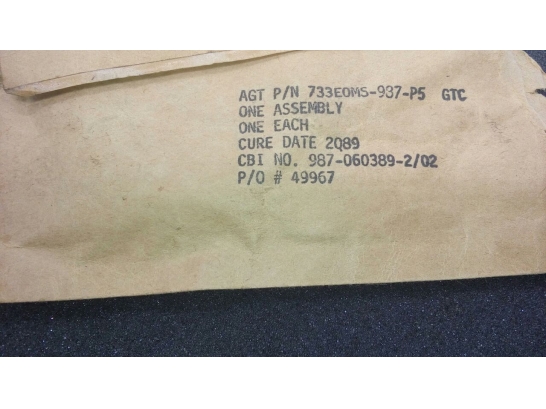 AGT P/N 733EOMS-937-P5 GTC
ONE ASSEMBLY
ONE EACH
CURE DATE 2Q89
CBI NO. 987-060389-2/02
P/O # 49967